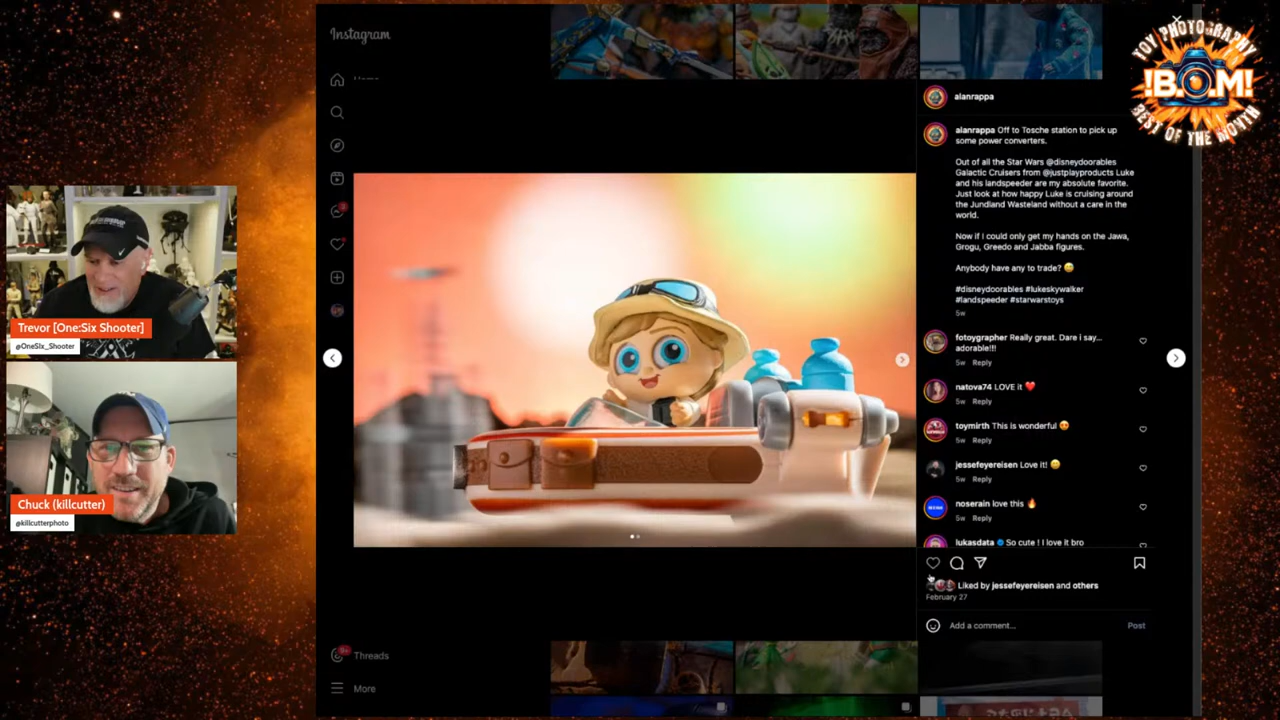 Instagram
Threads
More
Trevor [One:Six Shooter]
@OneSix_Shooter
Chuck (killcutter)
@killcutterphoto
TOY PHOTOGRAPHY
!B.O.M!
BEST OF THE MONTH
alanrappa
alanrappa Off to Tosche station to pick up
some power converters.
Out of all the Star Wars @disneydoorables
Galactic Cruisers from @justplayproducts Luke
and his landspeeder are my absolute favorite.
Just look at how happy Luke is cruising around
the Jundland Wasteland without a care in the
world.
Now if I could only get my hands on the Jawa,
Grogu, Greedo and Jabba figures.
Anybody have any to trade? 😅
#disneydoorables #lukeskywalker
#landspeeder #starwarstoys
5w
fotoygrapher Really great. Dare i say...
adorable!!!
5w Reply
natova74 LOVE it ❤️
5w Reply
toymirth This is wonderful 😍
5w Reply
jessefeyereisen Love it! 😄
5w Reply
noserain love this 🔥
5w Reply
lukasdata So cute ! I love it bro
Liked by jessefeyereisen and others
February 27
Add a comment... Post